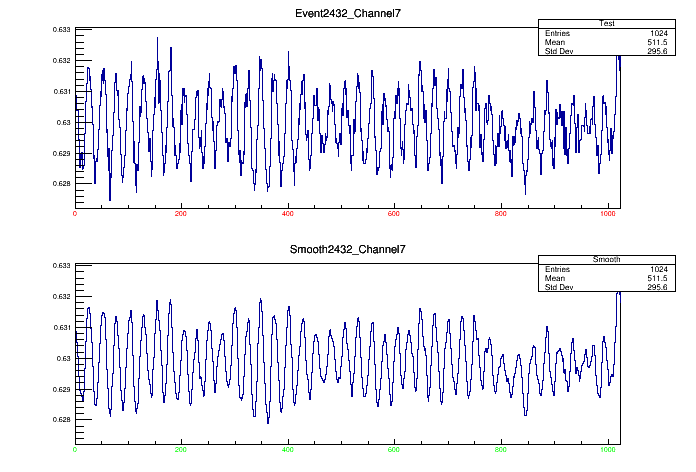 Event2432_Channel7
Test
Entries 1024
Mean 511.5
Std Dev 295.6
0.633
0.632
0.631
0.63
0.629
0.628
0 200 400 600 800 1000
Smooth2432_Channel7
Smooth
Entries 1024
Mean 511.5
Std Dev 295.6
0.633
0.632
0.631
0.63
0.629
0.628
0 200 400 600 800 1000